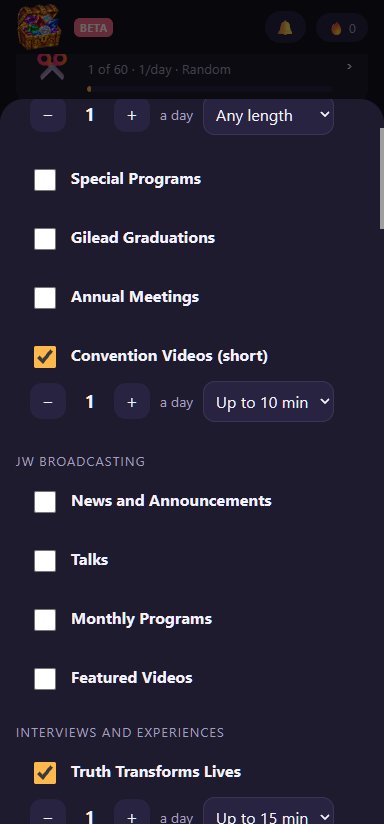 BETA
0
1 of 60 · 1/day · Random
− 1 + a day Any length
Special Programs
Gilead Graduations
Annual Meetings
Convention Videos (short)
− 1 + a day Up to 10 min
JW BROADCASTING
News and Announcements
Talks
Monthly Programs
Featured Videos
INTERVIEWS AND EXPERIENCES
Truth Transforms Lives
− 1 + a day Up to 15 min